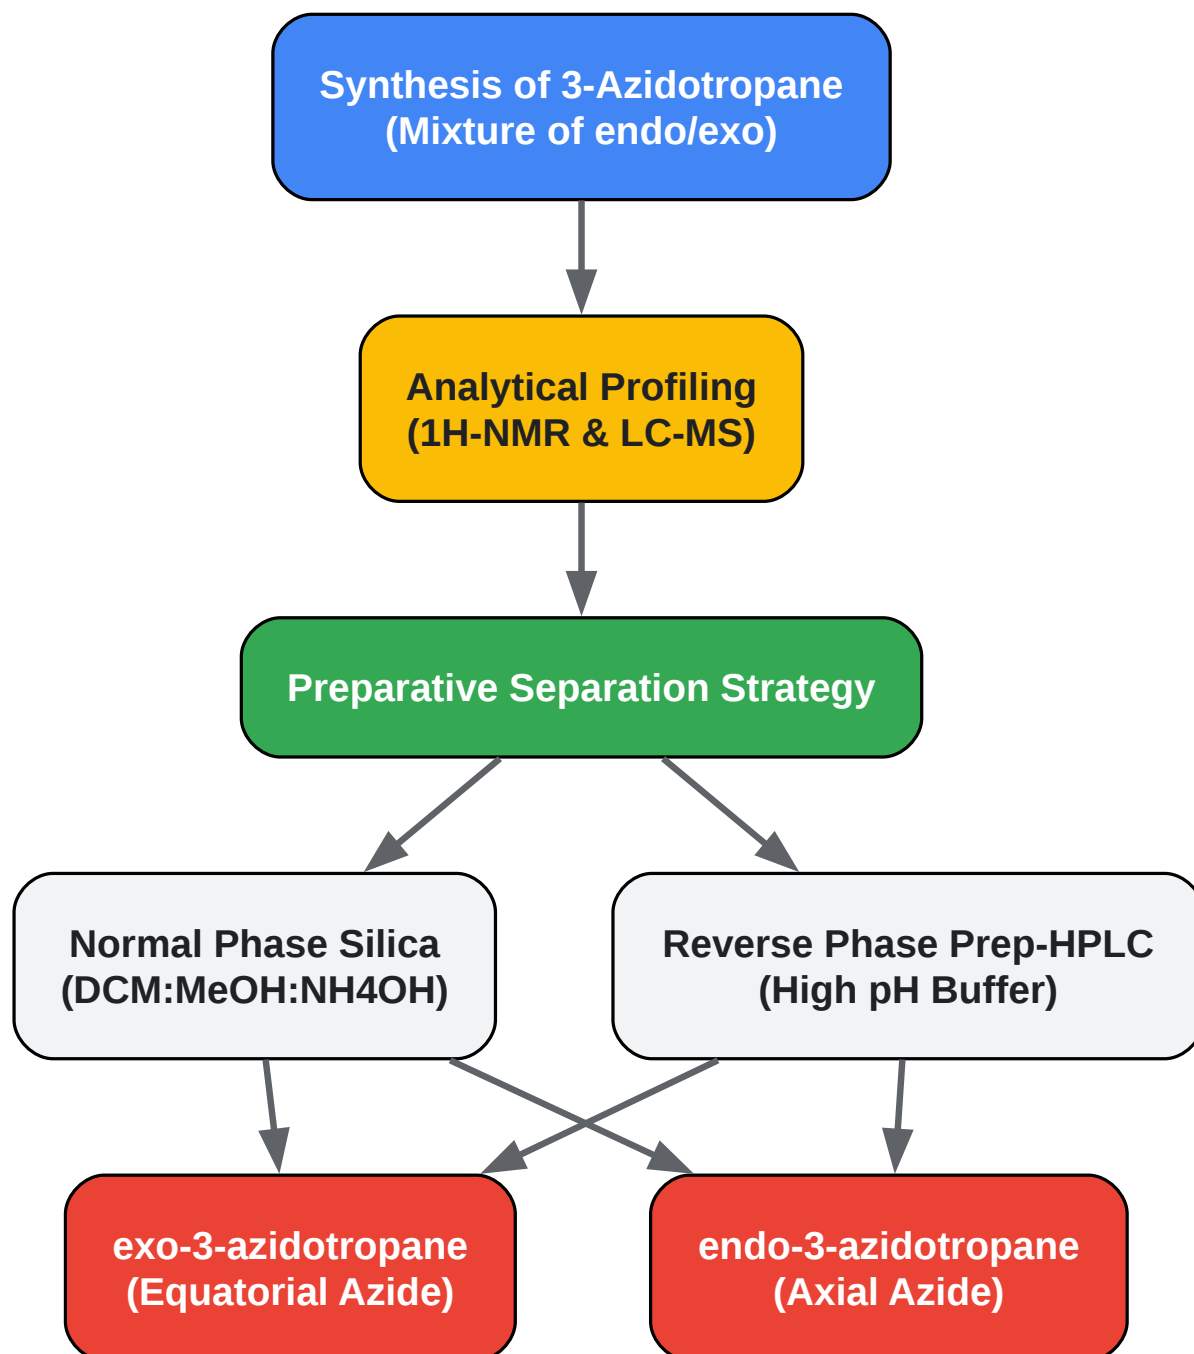 Synthesis of 3-Azidotropane
(Mixture of endo/exo)
Analytical Profiling
(1H-NMR & LC-MS)
Preparative Separation Strategy
Normal Phase Silica
(DCM:MeOH:NH4OH)
Reverse Phase Prep-HPLC
(High pH Buffer)
exo-3-azidotropane
(Equatorial Azide)
endo-3-azidotropane
(Axial Azide)